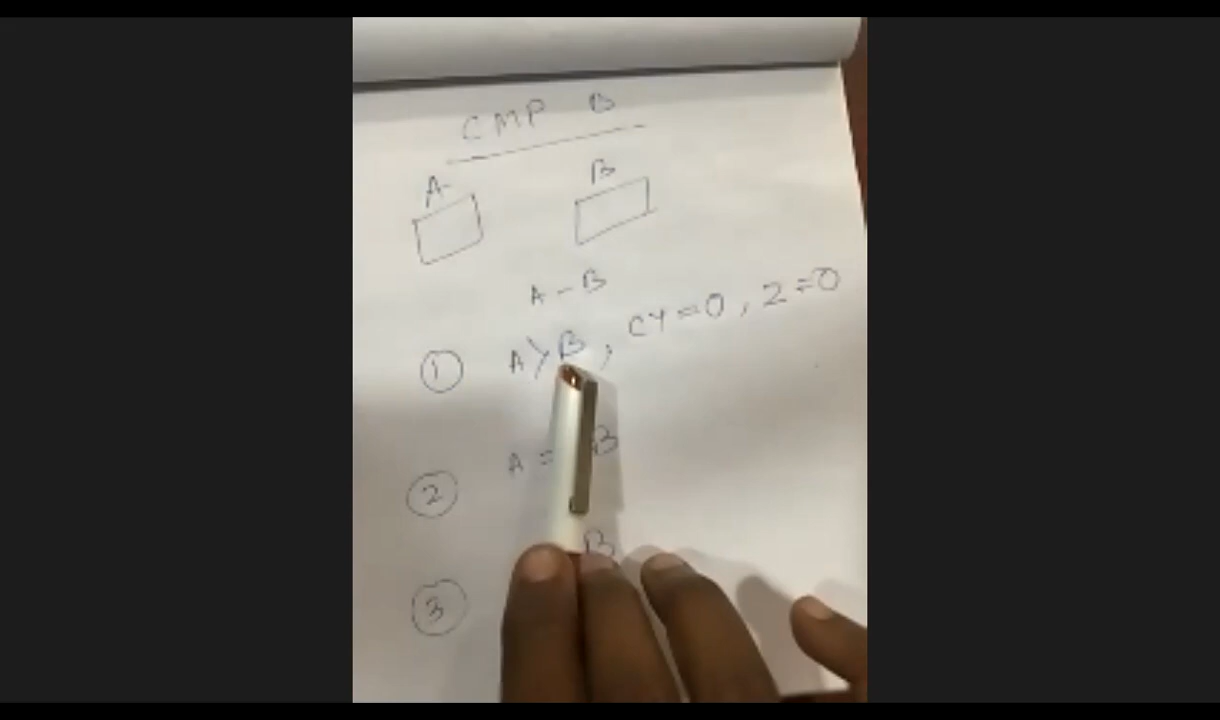 CMP B
A B
A - B
① A > B, CY = 0, Z = 0
② A = B
③ B